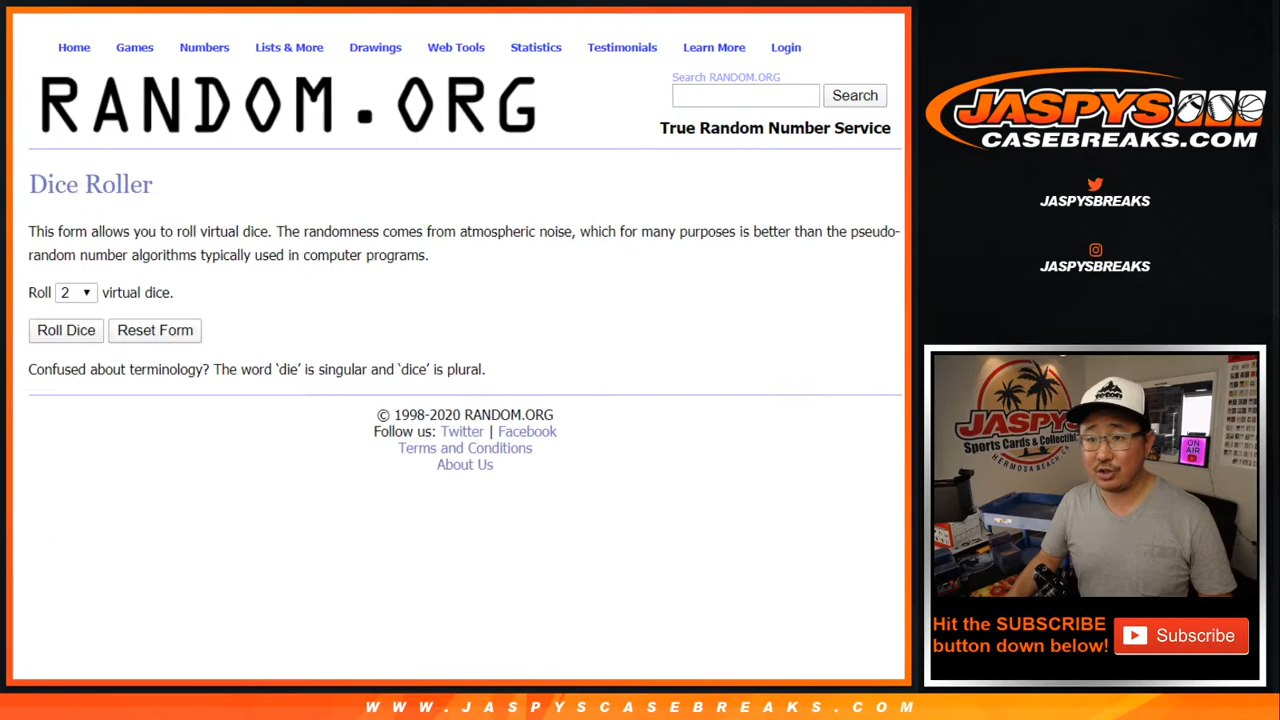 Home Games Numbers Lists & More Drawings Web Tools Statistics Testimonials Learn More Login
RANDOM.ORG
Search RANDOM.ORG
Search
True Random Number Service
Dice Roller
This form allows you to roll virtual dice. The randomness comes from atmospheric noise, which for many purposes is better than the pseudo-
random number algorithms typically used in computer programs.
Roll 2 virtual dice.
Roll Dice Reset Form
Confused about terminology? The word ‘die’ is singular and ‘dice’ is plural.
© 1998-2020 RANDOM.ORG
Follow us: Twitter | Facebook
Terms and Conditions
About Us
JASPYS
CASEBREAKS.COM
JASPYSBREAKS
JASPYSBREAKS
JASPYS
Sports Cards & Collectibl
HERMOSA BEACH, CA
ON
AIR
Hit the SUBSCRIBE
button down below!
Subscribe
WWW.JASPYSCASEBREAKS.COM